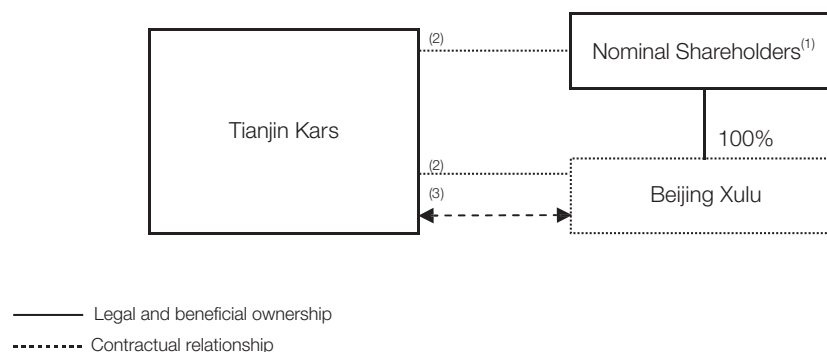 (2)
Nominal Shareholders(1)
Tianjin Kars
100%
(2)
(3)
Beijing Xulu
Legal and beneficial ownership
Contractual relationship